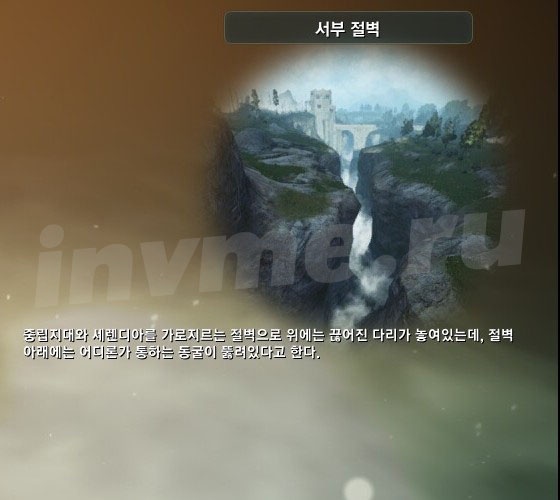 서부 절벽
invme.ru
중립지대와 세렌디아를 가로지르는 절벽으로 위에는 끊어진 다리가 놓여있는데, 절벽
아래에는 어디론가 통하는 동굴이 뚫려있다고 한다.